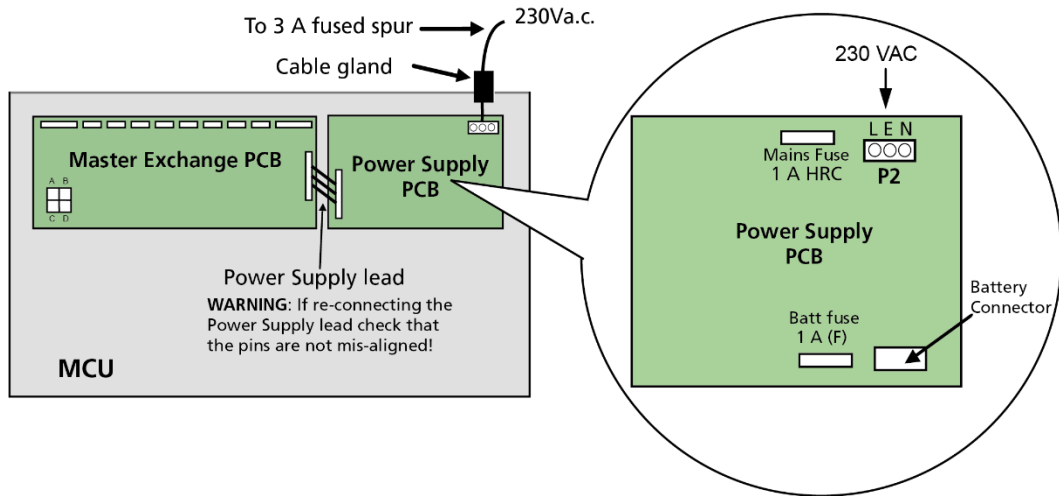 To 3 A fused spur
230Va.c.
Cable gland
Master Exchange PCB
A B
C D
Power Supply
PCB
Power Supply lead
WARNING: If re-connecting the
Power Supply lead check that
the pins are not mis-aligned!
MCU
230 VAC
L E N
P2
Mains Fuse
1 A HRC
Power Supply
PCB
Batt fuse
1 A (F)
Battery
Connector